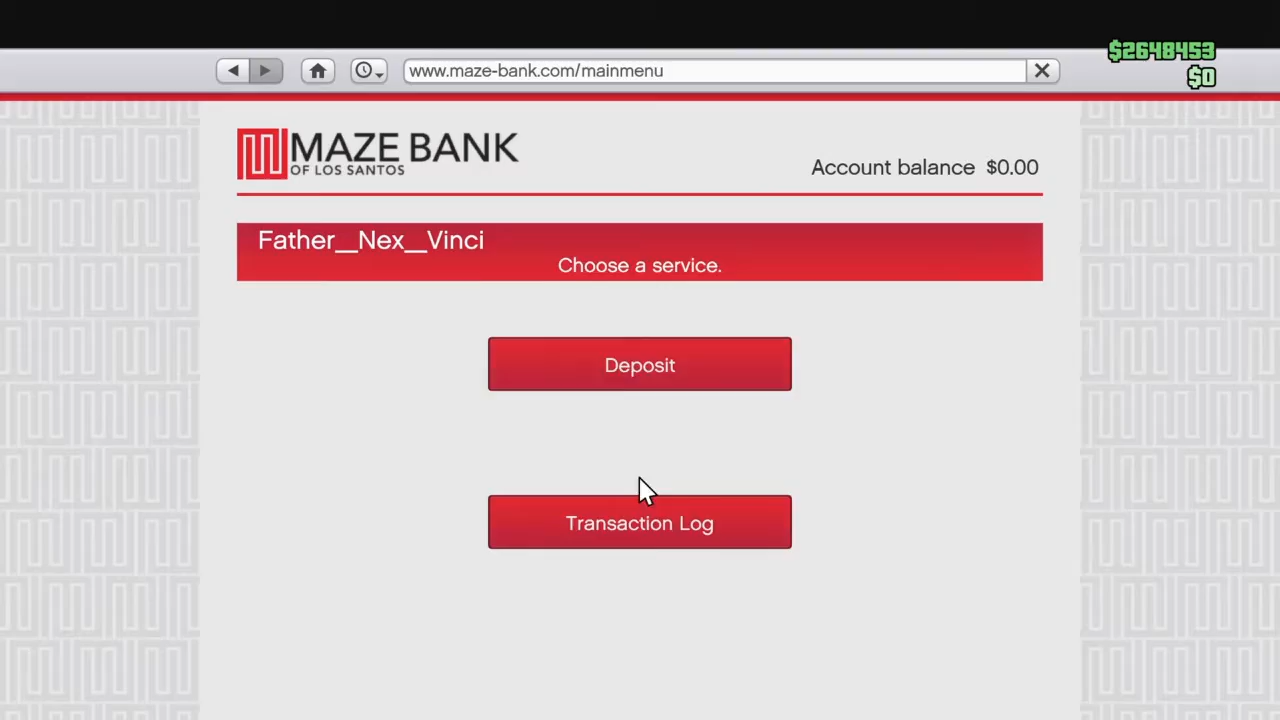 $2648453
$0
www.maze-bank.com/mainmenu
MAZE BANK
OF LOS SANTOS
Account balance $0.00
Father__Nex__Vinci
Choose a service.
Deposit
Transaction Log